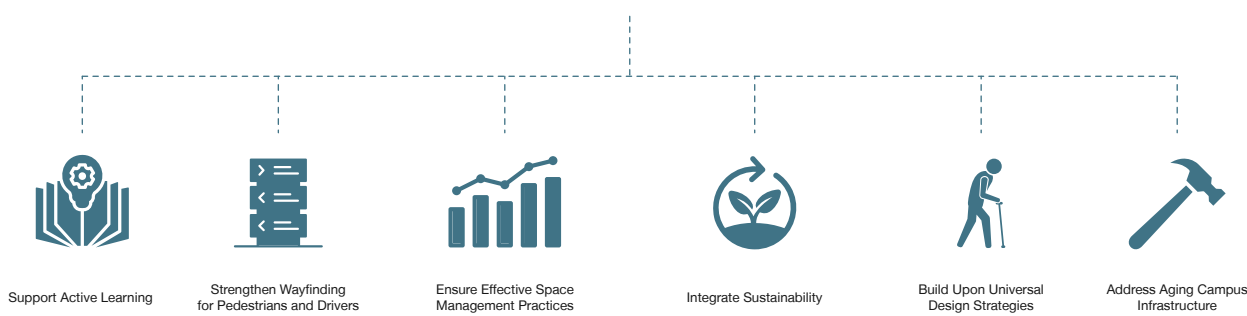 Support Active Learning
Strengthen Wayfinding
for Pedestrians and Drivers
Ensure Effective Space
Management Practices
Integrate Sustainability
Build Upon Universal
Design Strategies
Address Aging Campus
Infrastructure